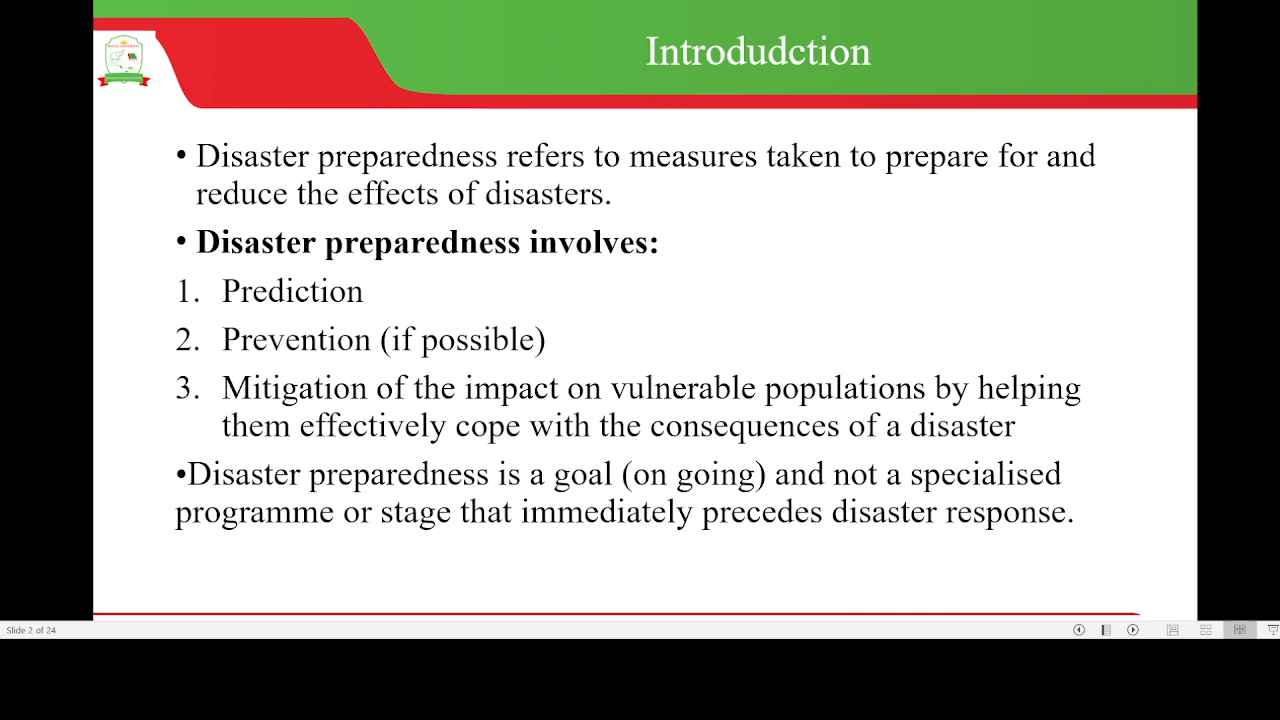 Introdudction
• Disaster preparedness refers to measures taken to prepare for and
reduce the effects of disasters.
• Disaster preparedness involves:
1. Prediction
2. Prevention (if possible)
3. Mitigation of the impact on vulnerable populations by helping
them effectively cope with the consequences of a disaster
•Disaster preparedness is a goal (on going) and not a specialised
programme or stage that immediately precedes disaster response.
Slide 2 of 24